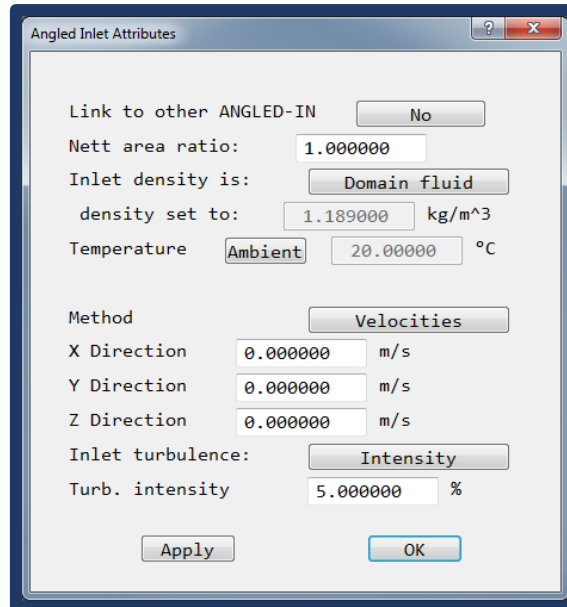 Angled Inlet Attributes ? x
Link to other ANGLED-IN No
Nett area ratio: 1.000000
Inlet density is: Domain fluid
density set to: 1.189000 kg/m^3
Temperature Ambient 20.00000 °C
Method Velocities
X Direction 0.000000 m/s
Y Direction 0.000000 m/s
Z Direction 0.000000 m/s
Inlet turbulence: Intensity
Turb. intensity 5.000000 %
Apply OK